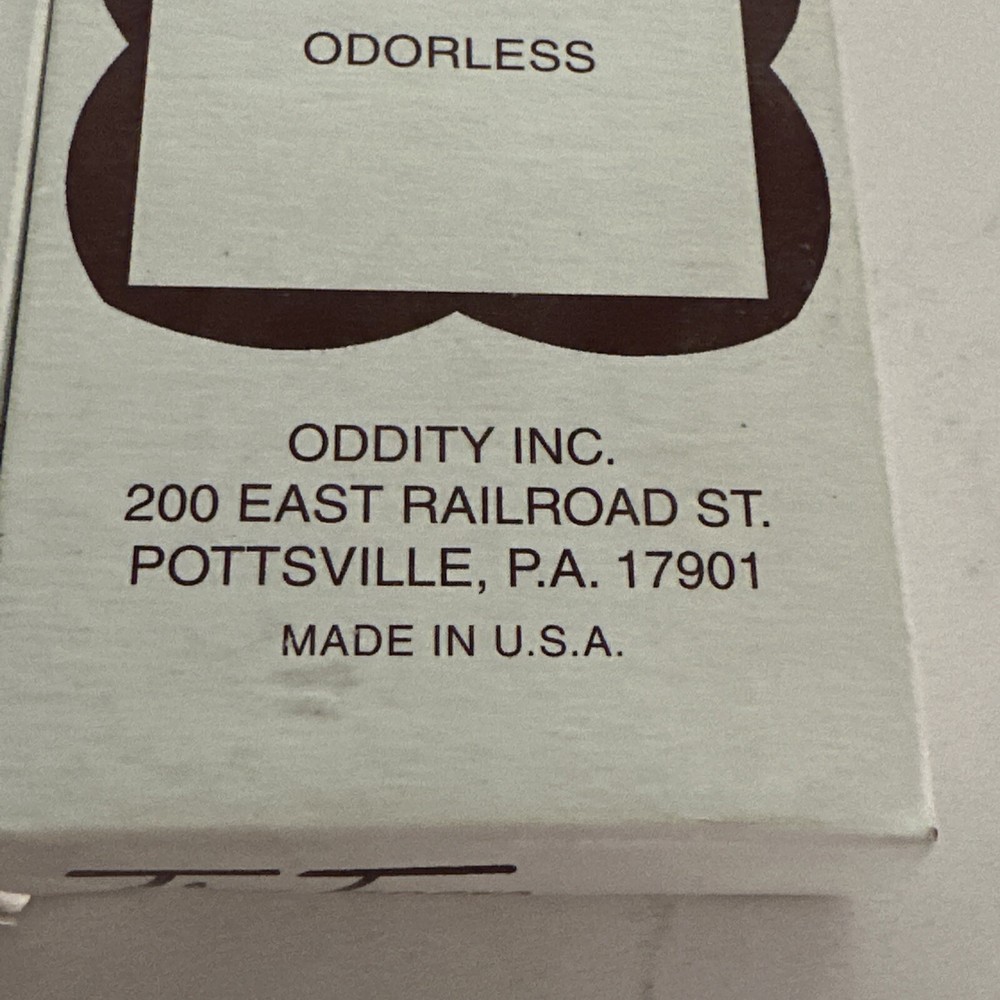 ODORLESS
ODDITY INC.
200 EAST RAILROAD ST.
POTTSVILLE, P.A. 17901
MADE IN U.S.A.